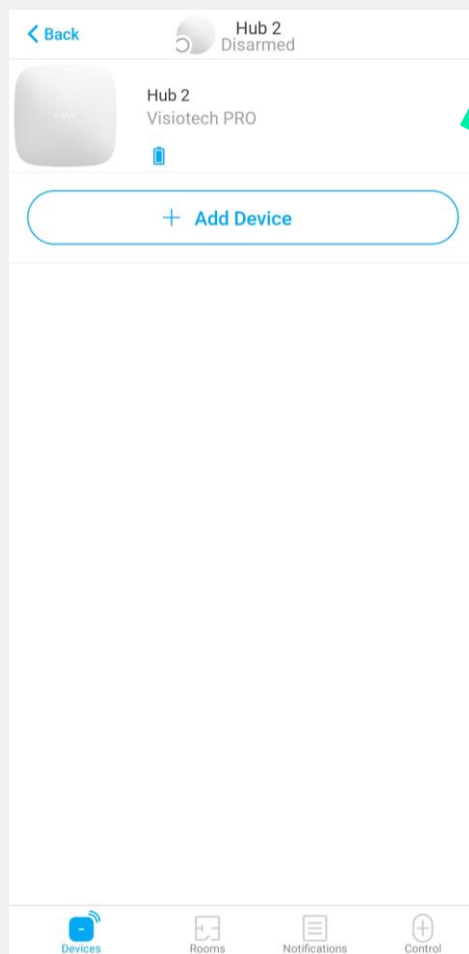 Back
Hub 2
Disarmed
Hub 2
Visiotech PRO
+ Add Device
Devices
Rooms
Notifications
Control